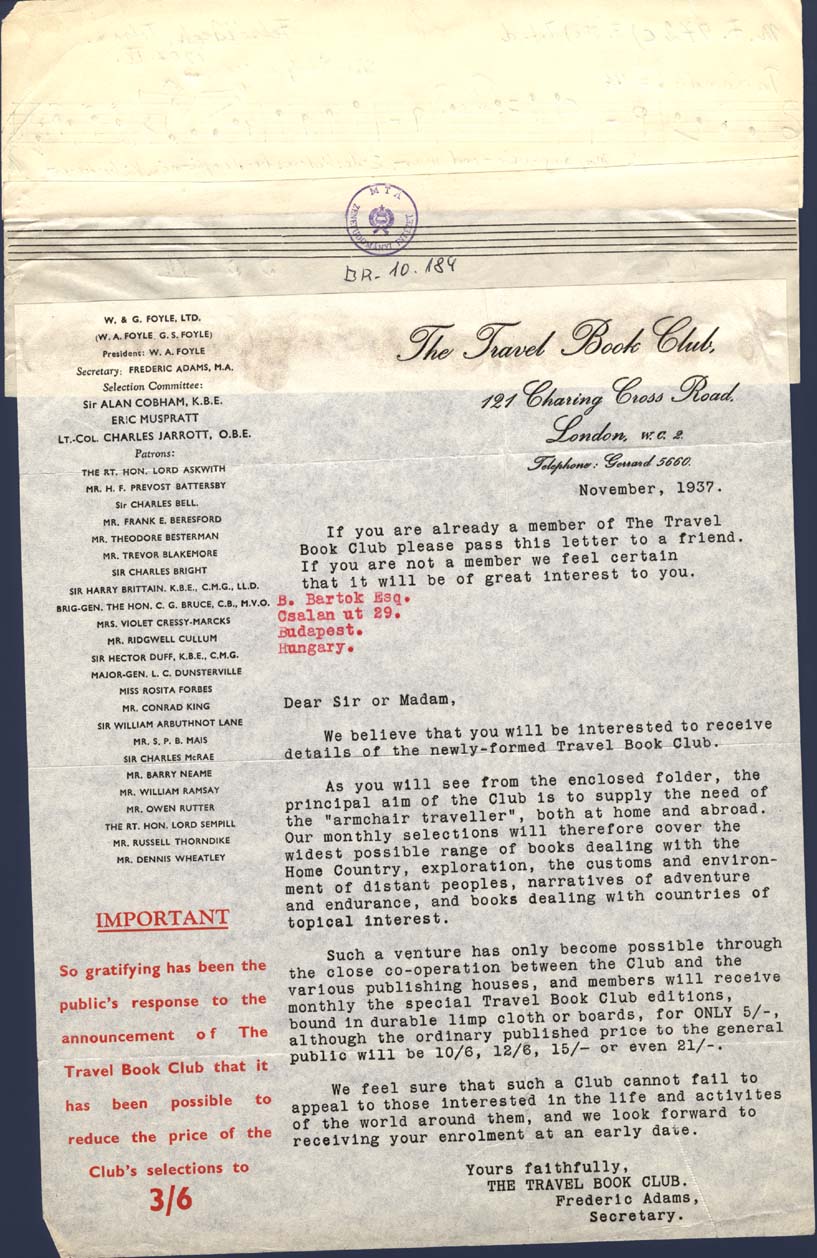 MTA
ZENETUDOMÁNYI INTÉZET
BR- 10.184
W. & G. FOYLE, LTD.
(W. A. FOYLE G. S. FOYLE)
President: W. A. FOYLE
Secretary: FREDERIC ADAMS, M.A.
Selection Committee:
Sir ALAN COBHAM, K.B.E.
ERIC MUSPRATT
LT.-COL. CHARLES JARROTT, O.B.E.
Patrons:
THE RT. HON. LORD ASKWITH
MR. H. F. PREVOST BATTERSBY
Sir CHARLES BELL.
MR. FRANK E. BERESFORD
MR. THEODORE BESTERMAN
MR. TREVOR BLAKEMORE
SIR CHARLES BRIGHT
SIR HARRY BRITTAIN. K.B.E., C.M.G., LL.D.
BRIG-GEN. THE HON. C. G. BRUCE, C.B., M.V.O.
MRS. VIOLET CRESSY-MARCKS
MR. RIDGWELL CULLUM
SIR HECTOR DUFF, K.B.E., C.M.G.
MAJOR-GEN. L. C. DUNSTERVILLE
MISS ROSITA FORBES
MR. CONRAD KING
SIR WILLIAM ARBUTHNOT LANE
MR. S. P. B. MAIS
SIR CHARLES McRAE
MR. BARRY NEAME
MR. WILLIAM RAMSAY
MR. OWEN RUTTER
THE RT. HON. LORD SEMPILL
MR. RUSSELL THORNDIKE
MR. DENNIS WHEATLEY
IMPORTANT
So gratifying has been the
public's response to the
announcement of The
Travel Book Club that it
has been possible to
reduce the price of the
Club's selections to
3/6
The Travel Book Club,
121 Charing Cross Road,
London, W.C. 2.
Telephone: Gerrard 5660.
November, 1937.
If you are already a member of The Travel
Book Club please pass this letter to a friend.
If you are not a member we feel certain
that it will be of great interest to you.
B. Bartok Esq.
Csalan ut 29.
Budapest.
Hungary.
Dear Sir or Madam,
We believe that you will be interested to receive
details of the newly-formed Travel Book Club.
As you will see from the enclosed folder, the
principal aim of the Club is to supply the need of
the "armchair traveller", both at home and abroad.
Our monthly selections will therefore cover the
widest possible range of books dealing with the
Home Country, exploration, the customs and environ-
ment of distant peoples, narratives of adventure
and endurance, and books dealing with countries of
topical interest.
Such a venture has only become possible through
the close co-operation between the Club and the
various publishing houses, and members will receive
monthly the special Travel Book Club editions,
bound in durable limp cloth or boards, for ONLY 5/-,
although the ordinary published price to the general
public will be 10/6, 12/6, 15/- or even 21/-.
We feel sure that such a Club cannot fail to
appeal to those interested in the life and activites
of the world around them, and we look forward to
receiving your enrolment at an early date.
Yours faithfully,
THE TRAVEL BOOK CLUB.
Frederic Adams,
Secretary.